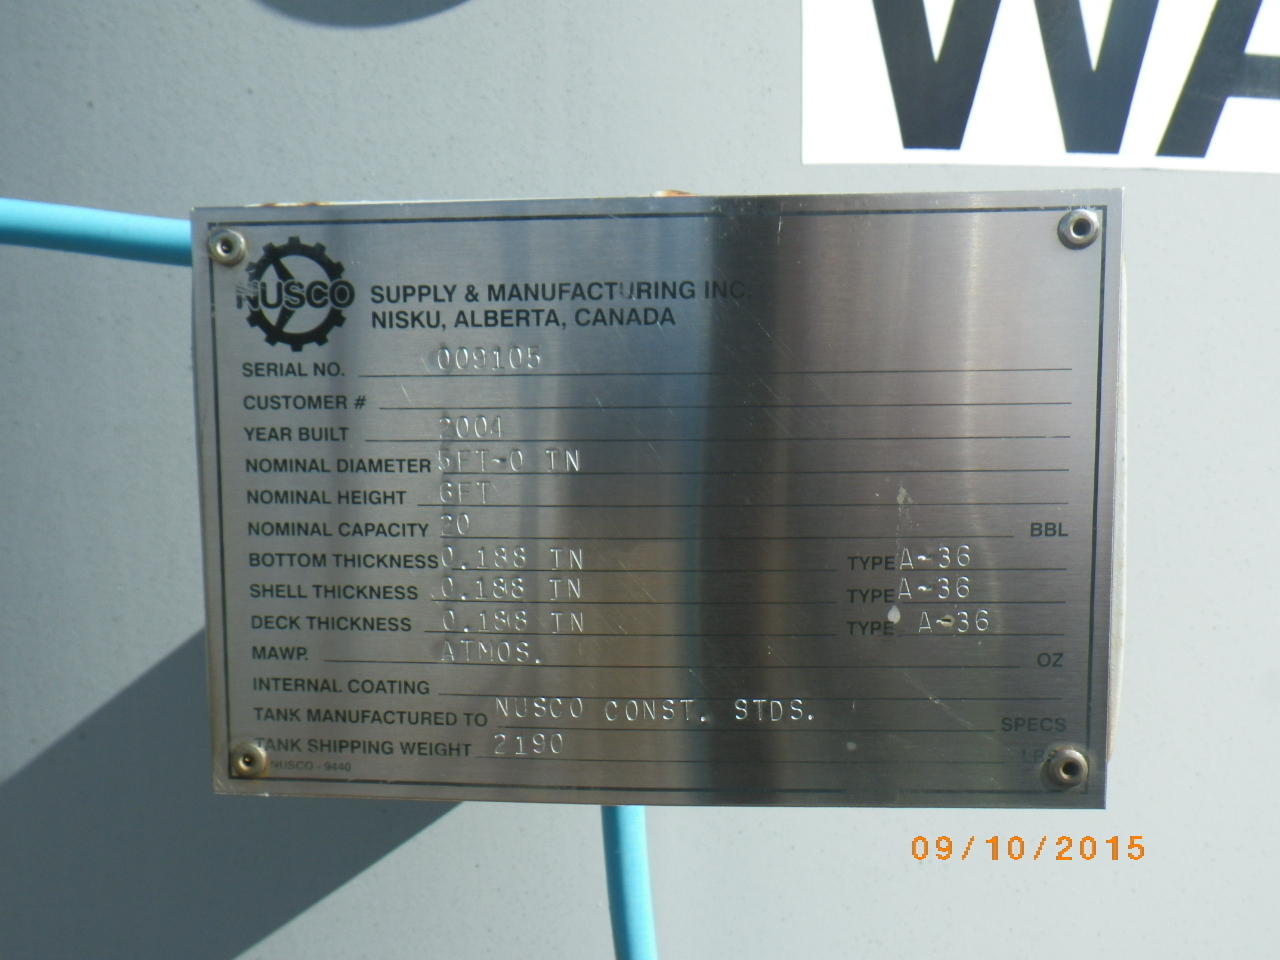 WA
NUSCO SUPPLY & MANUFACTURING INC.
NISKU, ALBERTA, CANADA
SERIAL NO. 009105
CUSTOMER #
YEAR BUILT 2004
NOMINAL DIAMETER 5FT-0 IN
NOMINAL HEIGHT 6FT
NOMINAL CAPACITY 20 BBL
BOTTOM THICKNESS 0.188 IN TYPE A-36
SHELL THICKNESS 0.188 IN TYPE A-36
DECK THICKNESS 0.188 IN TYPE A-36
MAWP. ATMOS. OZ
INTERNAL COATING
TANK MANUFACTURED TO NUSCO CONST. STDS. SPECS
TANK SHIPPING WEIGHT 2190 LBS
NUSCO - 9440
09/10/2015